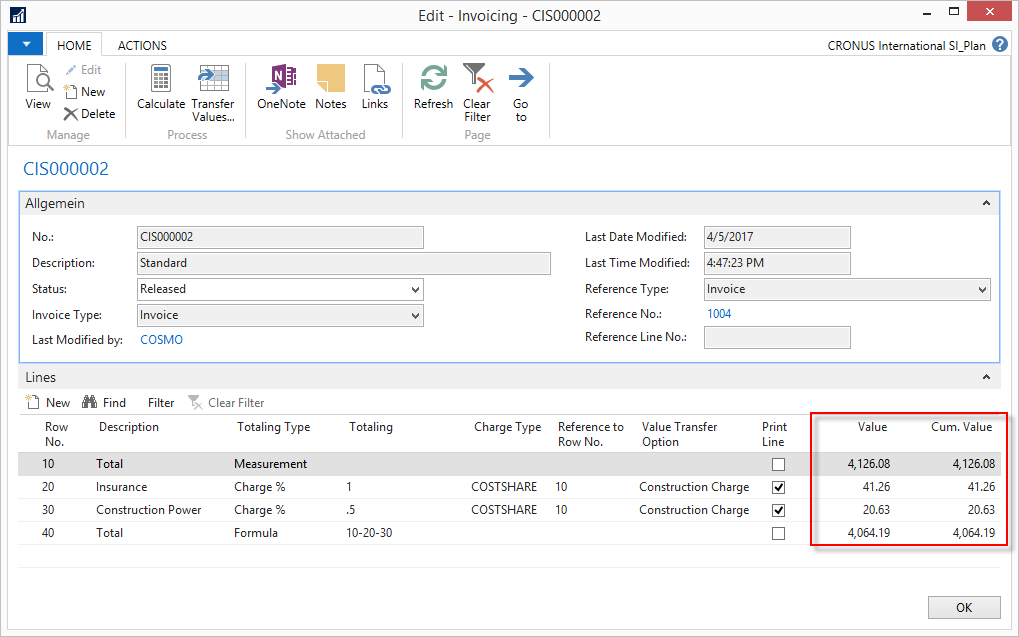 Edit - Invoicing - CIS000002
HOME ACTIONS CRONUS International SI_Plan ?
View Edit New Delete Manage
Calculate Transfer Values... Process
OneNote Notes Links Show Attached
Refresh Clear Filter Go to Page
CIS000002
Allgemein
No.: CIS000002 Last Date Modified: 4/5/2017
Description: Standard Last Time Modified: 4:47:23 PM
Status: Released Reference Type: Invoice
Invoice Type: Invoice Reference No.: 1004
Last Modified by: COSMO Reference Line No.:
Lines
New Find Filter Clear Filter
Row No. Description Totaling Type Totaling Charge Type Reference to Row No. Value Transfer Option Print Line Value Cum. Value
10 Total Measurement 4,126.08 4,126.08
20 Insurance Charge % 1 COSTSHARE 10 Construction Charge 41.26 41.26
30 Construction Power Charge % .5 COSTSHARE 10 Construction Charge 20.63 20.63
40 Total Formula 10-20-30 4,064.19 4,064.19
OK